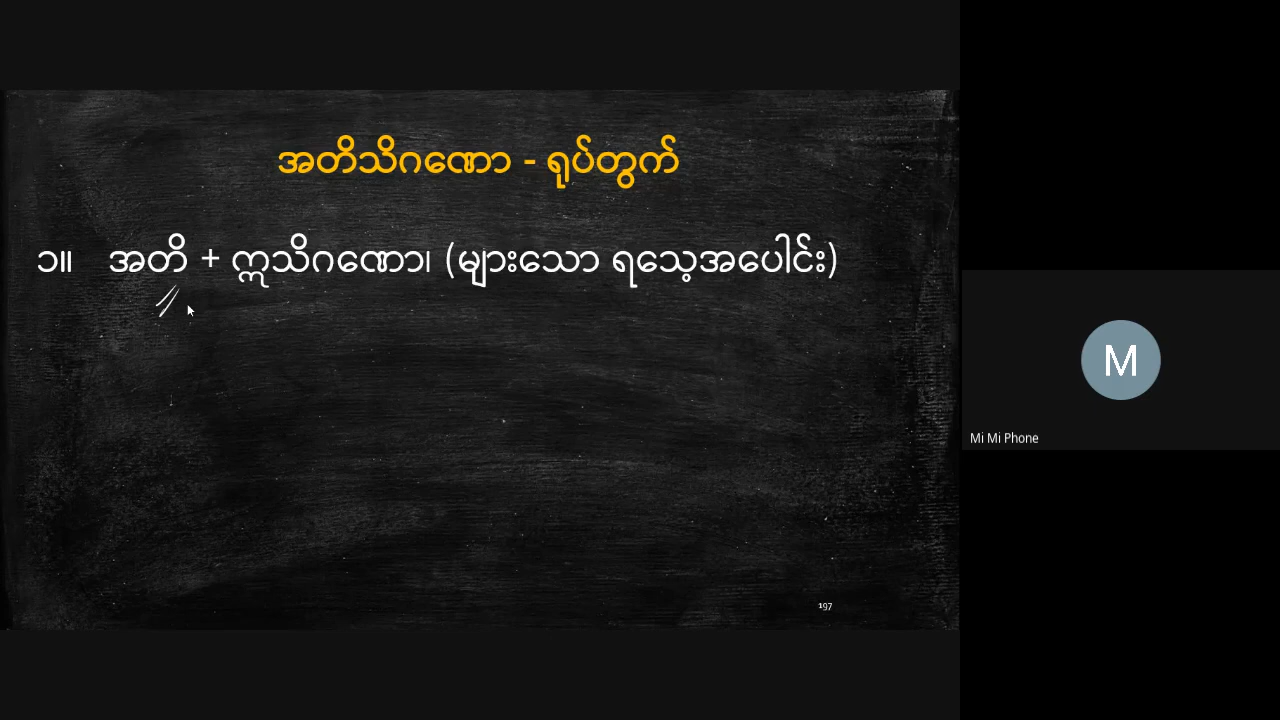 အတိသိဂဏော - ရုပ်တွက်
၁။ အတိ + ဣသိဂဏော၊ (များသော ရသေ့အပေါင်း)
197
M
Mi Mi Phone